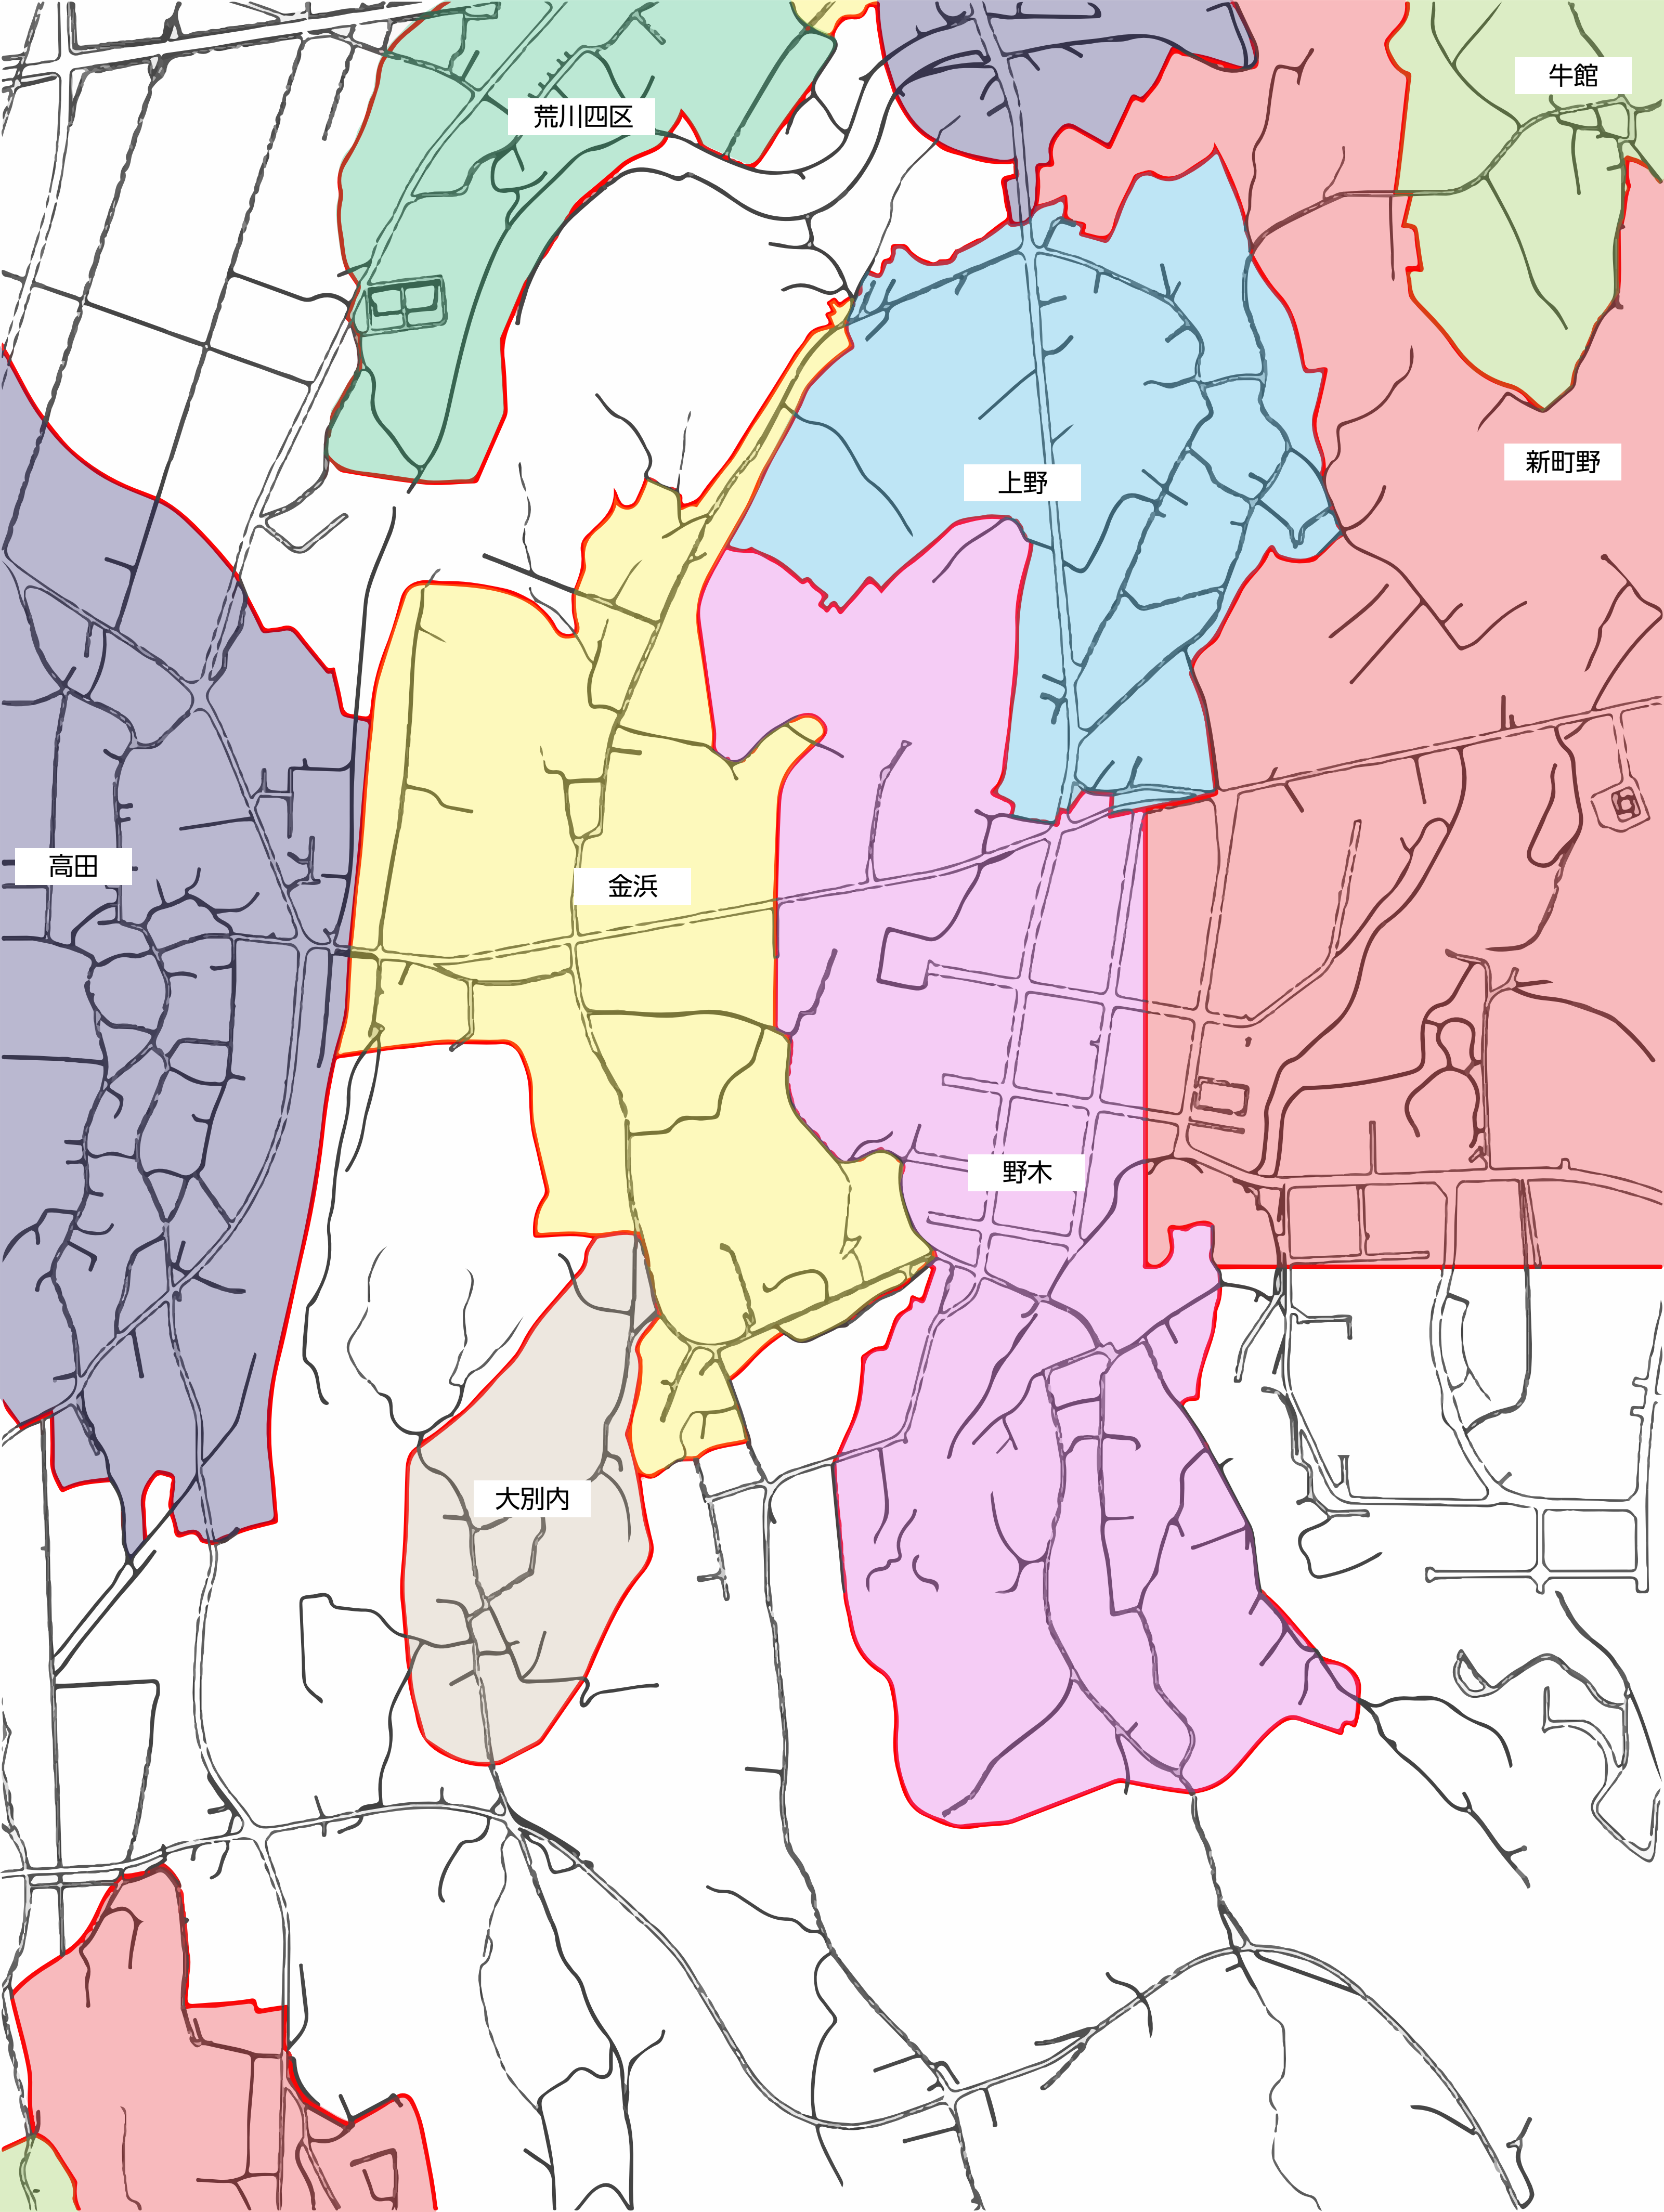 牛館
荒川四区
新町野
上野
高田
金浜
野木
大別内